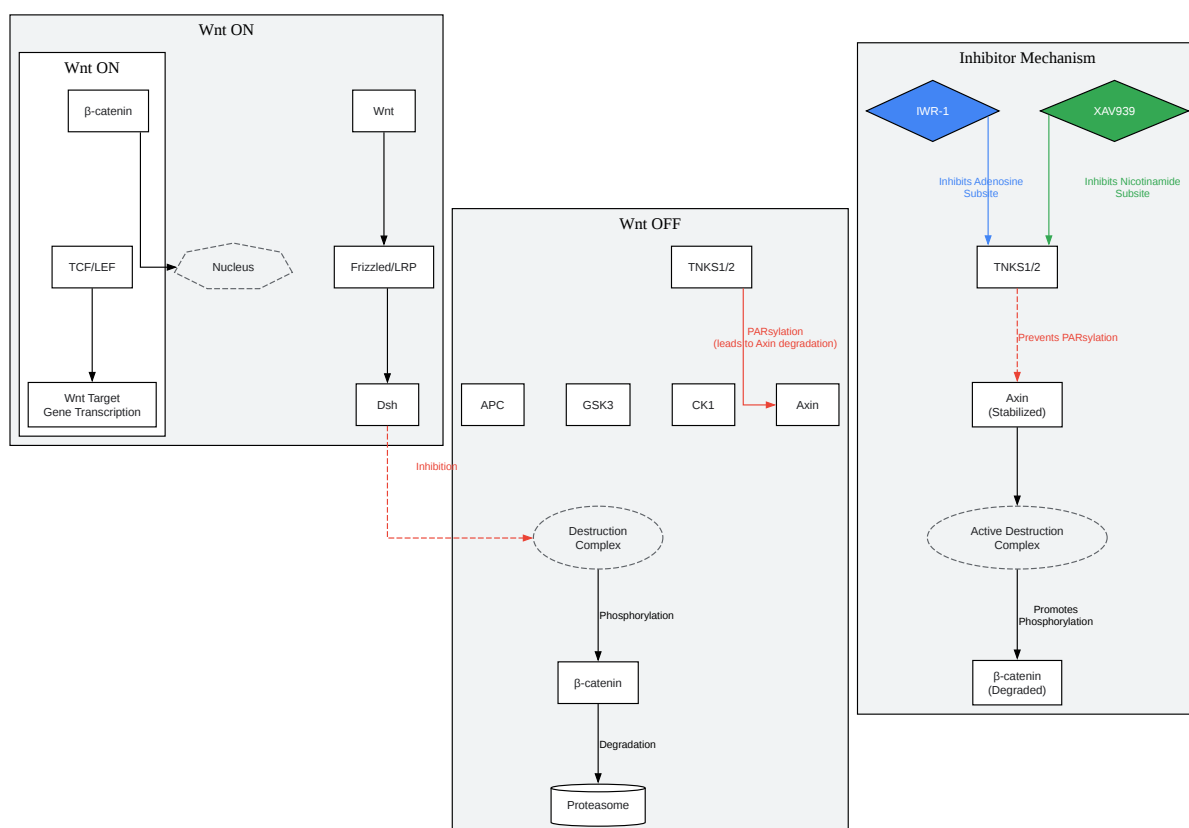 Wnt ON
Wnt ON
β-catenin
Wnt
TCF/LEF
Nucleus
Frizzled/LRP
Wnt Target
Gene Transcription
Dsh
Inhibition
Wnt OFF
TNKS1/2
PARsylation
(leads to Axin degradation)
APC
GSK3
CK1
Axin
Destruction
Complex
Phosphorylation
β-catenin
Degradation
Proteasome
Inhibitor Mechanism
IWR-1
XAV939
Inhibits Adenosine
Subsite
Inhibits Nicotinamide
Subsite
TNKS1/2
Prevents PARsylation
Axin
(Stabilized)
Active Destruction
Complex
Promotes
Phosphorylation
β-catenin
(Degraded)